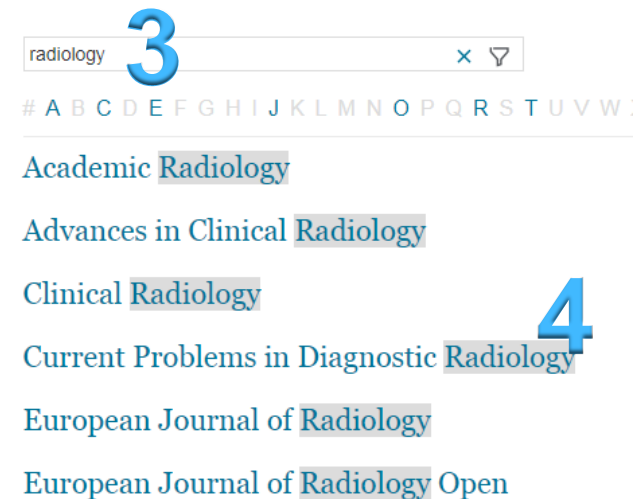 3
radiology
# A B C D E F G H I J K L M N O P Q R S T U V W
Academic Radiology
Advances in Clinical Radiology
Clinical Radiology
4
Current Problems in Diagnostic Radiology
European Journal of Radiology
European Journal of Radiology Open